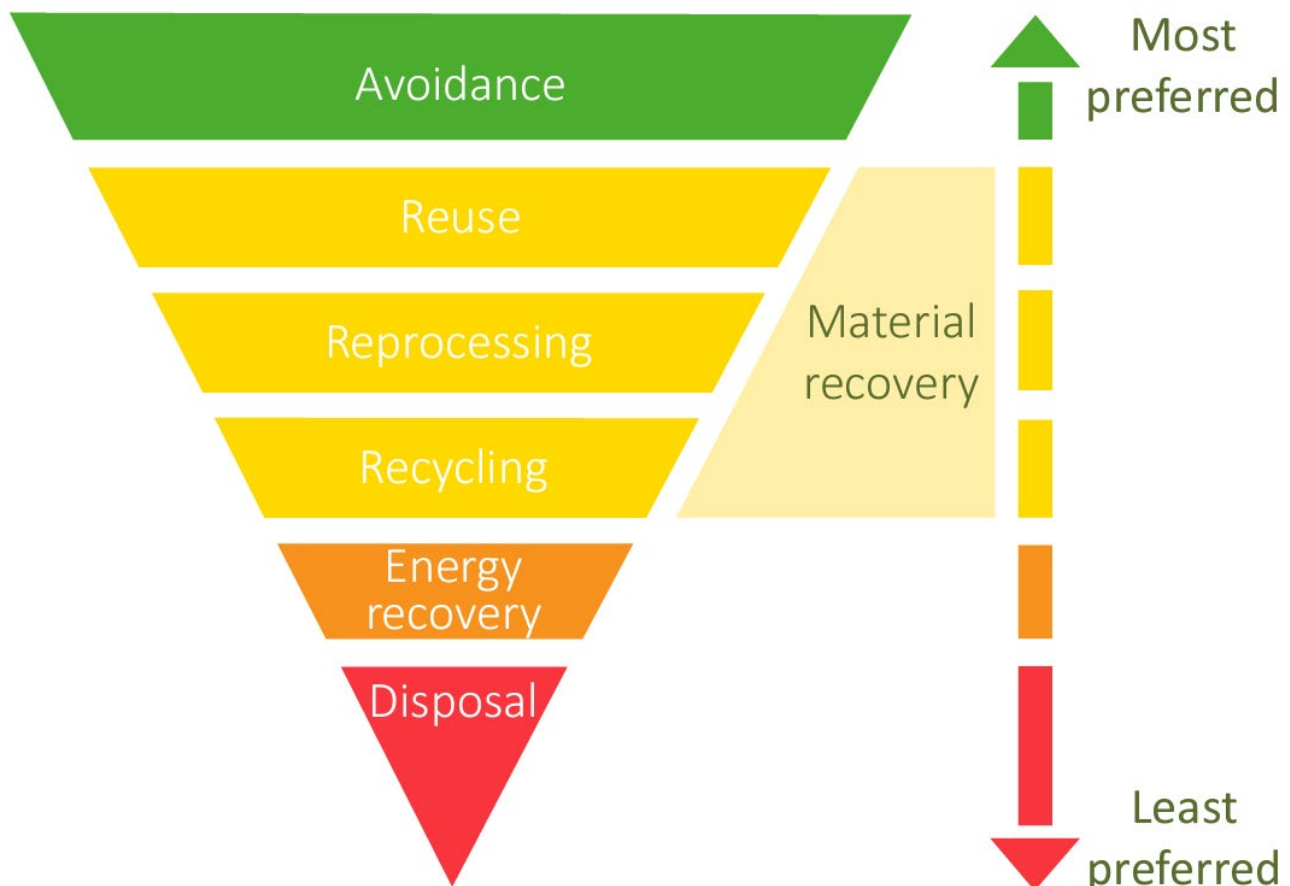 Avoidance
Most
preferred
Reuse
Reprocessing
Material
recovery
Recycling
Energy
recovery
Disposal
Least
preferred